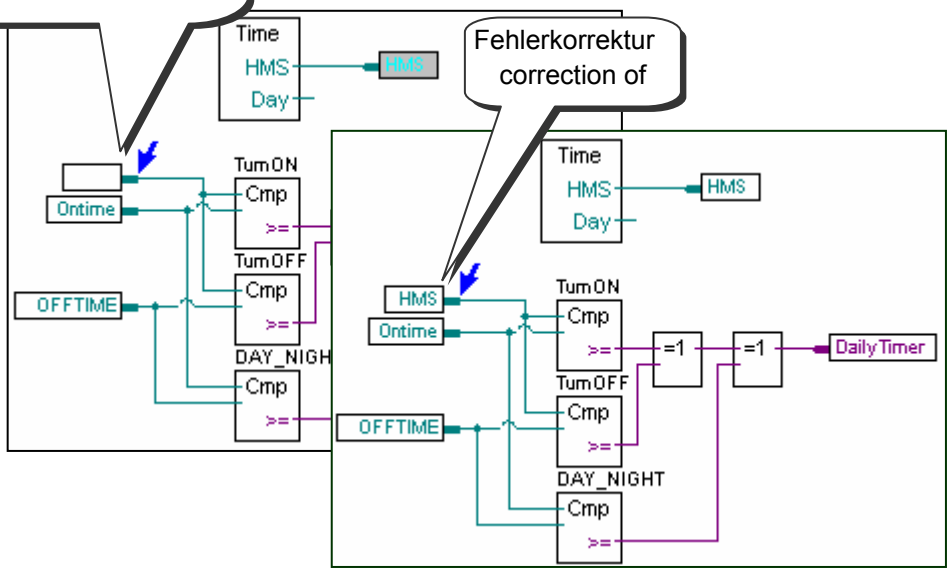 Time
HMS
HMS
Day
Ontime
OFFTIME
TurnON
Cmp
>=
TurnOFF
Cmp
>=
DAY_NIGH
Cmp
>=
Fehlerkorrektur
correction of
Time
HMS
HMS
Day
HMS
Ontime
OFFTIME
TurnON
Cmp
>=
=1
=1
DailyTimer
TurnOFF
Cmp
>=
DAY_NIGHT
Cmp
>=